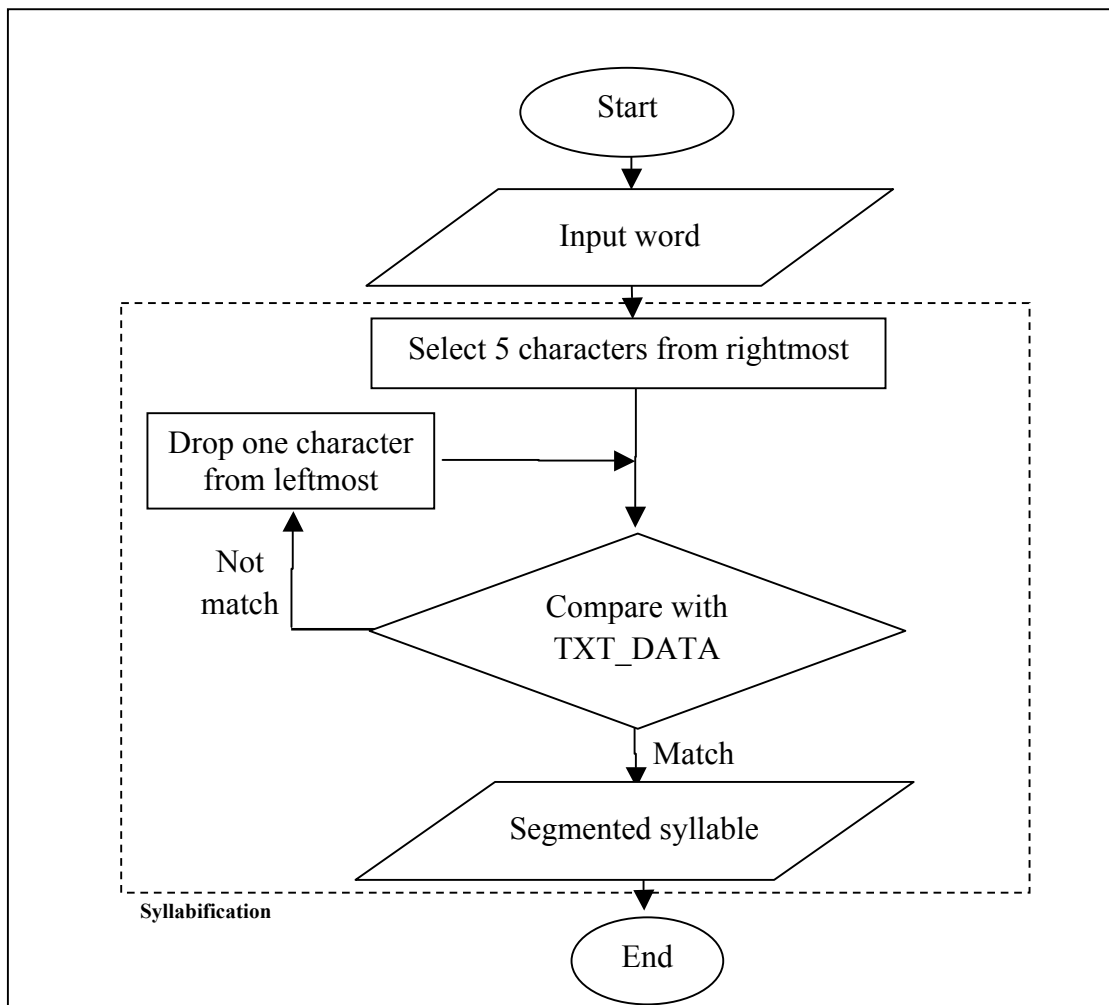 Start
Input word
Select 5 characters from rightmost
Drop one character
from leftmost
Not
match
Compare with
TXT_DATA
Match
Segmented syllable
Syllabification
End